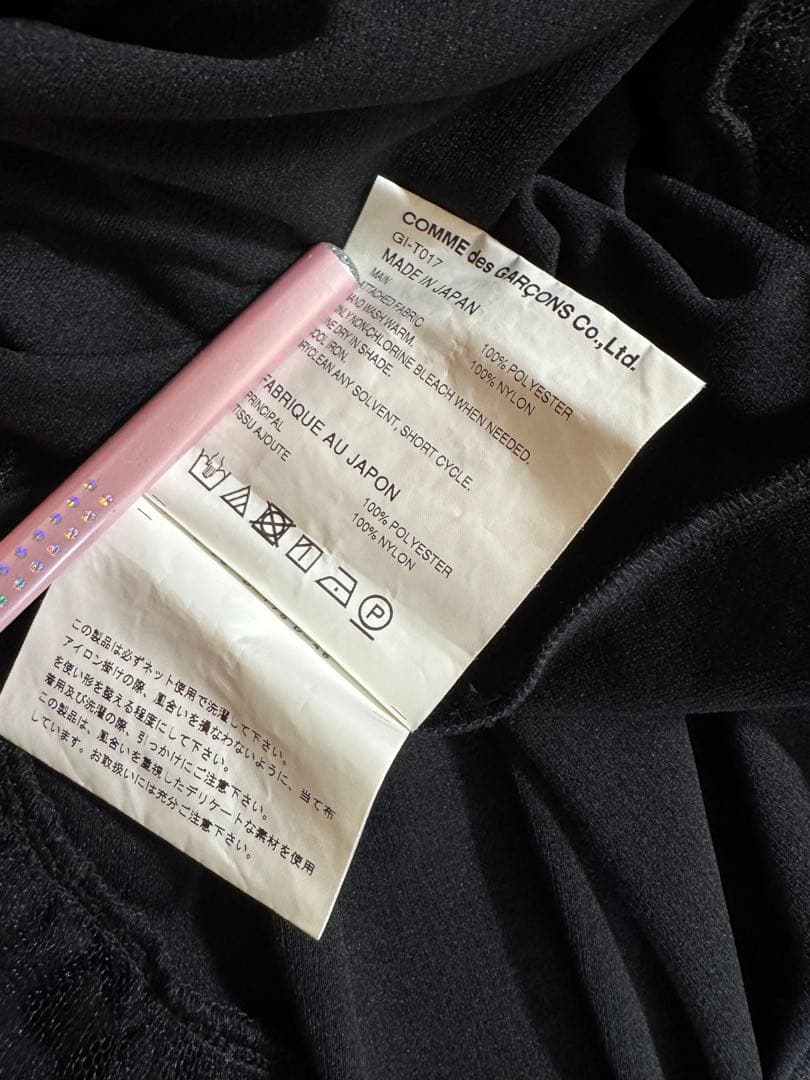 COMME des GARÇONS Co., Ltd.
GI-T017
MADE IN JAPAN
MAIN 100% POLYESTER
ATTACHED FABRIC 100% NYLON
HAND WASH WARM.
ONLY NON-CHLORINE BLEACH WHEN NEEDED.
LINE DRY IN SHADE.
COOL IRON.
DRYCLEAN ANY SOLVENT, SHORT CYCLE.
FABRIQUE AU JAPON
PRINCIPAL 100% POLYESTER
TISSU AJOUTE 100% NYLON
P
この製品は必ずネット使用で洗濯して下さい。
アイロン掛けの際、風合いを損なわないように、当て布
を使い形を整える程度にして下さい。
着用及び洗濯の際、引っかけにご注意下さい。
この製品は、風合いを重視したデリケートな素材を使用
しています。お取扱いには充分ご注意下さい。